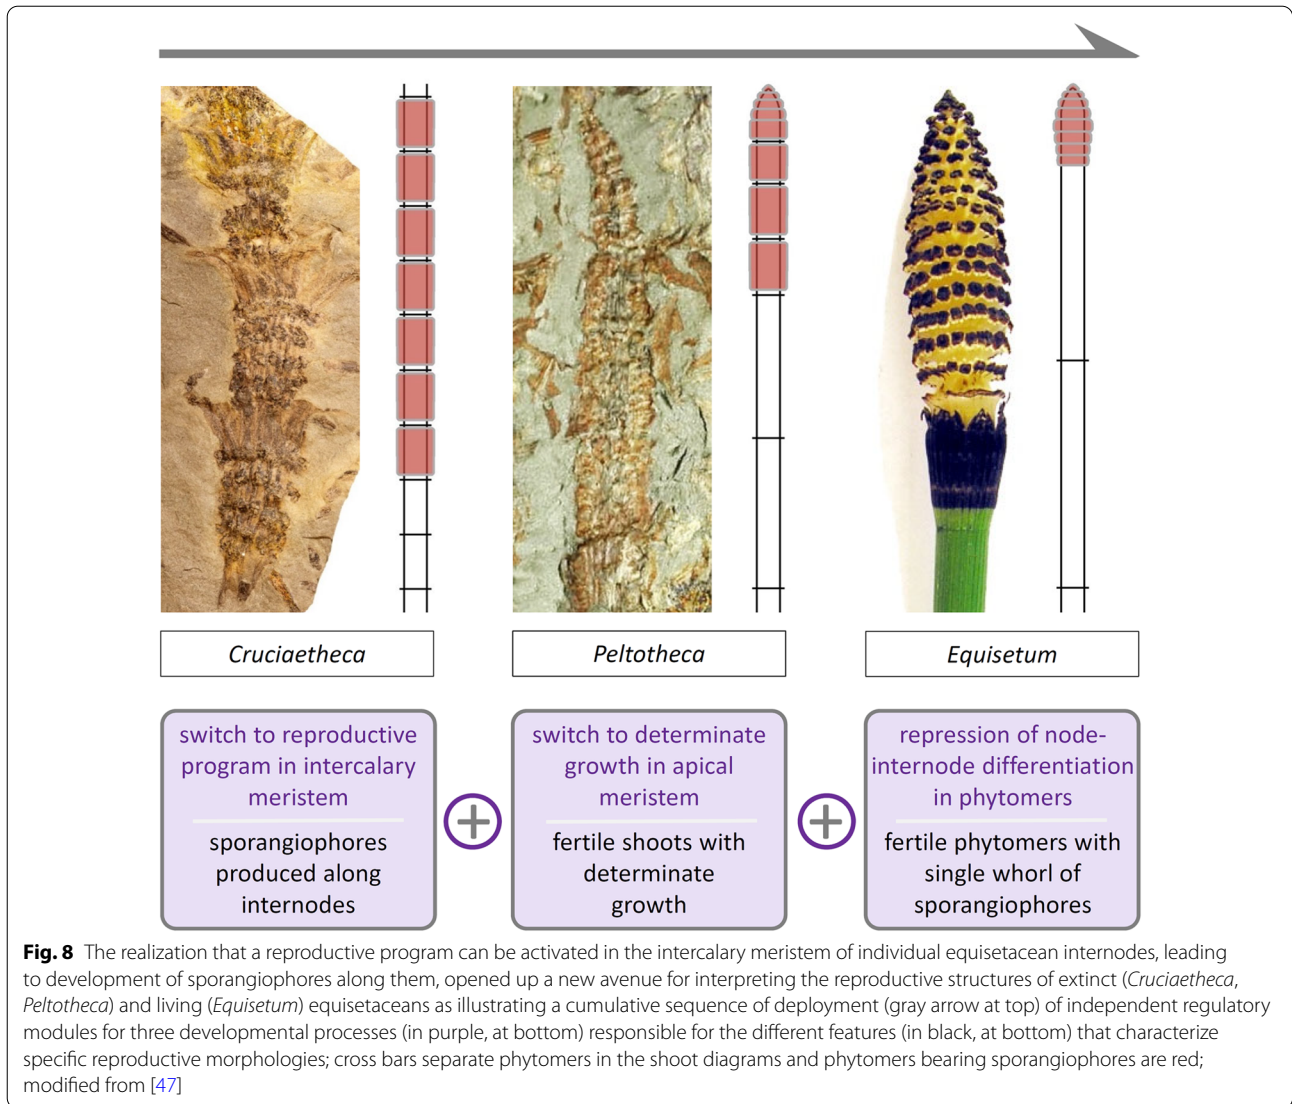 Cruciaetheca
Peltotheca
Equisetum
switch to reproductive
program in intercalary
meristem
sporangiophores
produced along
internodes
+
switch to determinate
growth in apical
meristem
fertile shoots with
determinate
growth
+
repression of node-
internode differentiation
in phytomers
fertile phytomers with
single whorl of
sporangiophores
Fig. 8 The realization that a reproductive program can be activated in the intercalary meristem of individual equisetacean internodes, leading
to development of sporangiophores along them, opened up a new avenue for interpreting the reproductive structures of extinct (Cruciaetheca,
Peltotheca) and living (Equisetum) equisetaceans as illustrating a cumulative sequence of deployment (gray arrow at top) of independent regulatory
modules for three developmental processes (in purple, at bottom) responsible for the different features (in black, at bottom) that characterize
specific reproductive morphologies; cross bars separate phytomers in the shoot diagrams and phytomers bearing sporangiophores are red;
modified from [47]